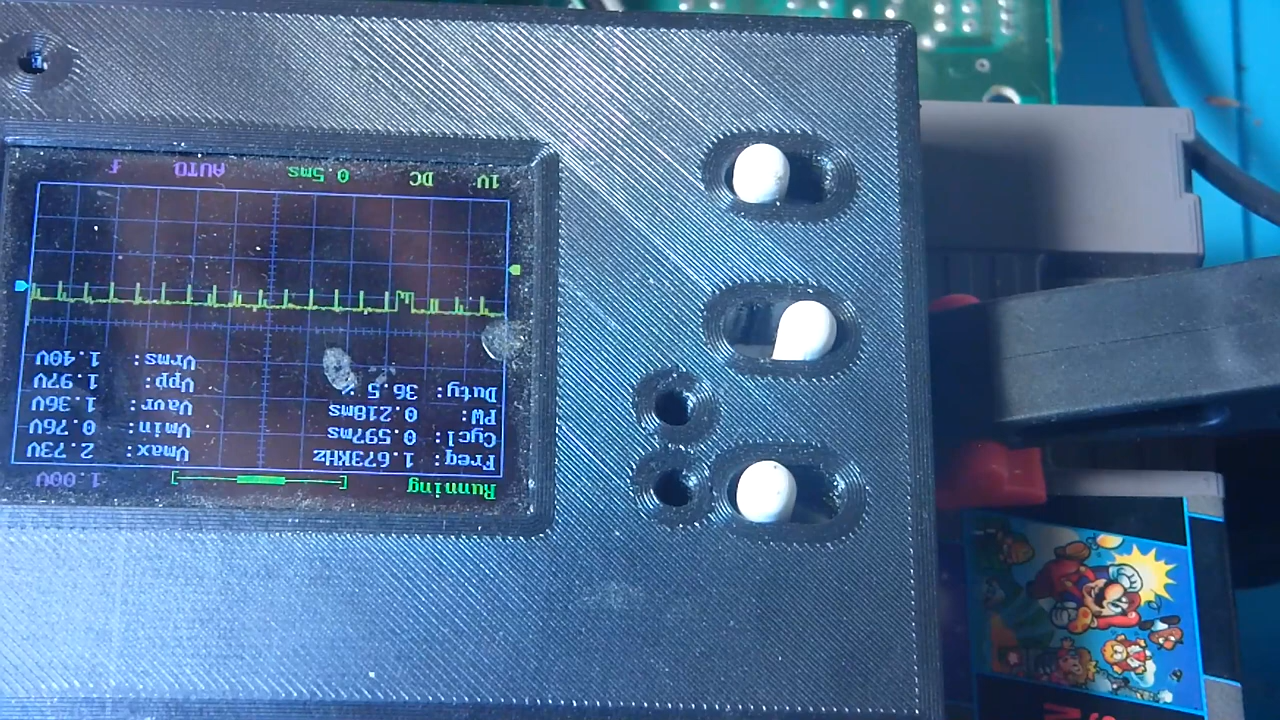 Running 1.00V
Freq: 1.673KHz Vmax: 2.73V
Cycl: 0.597ms Vmin: 0.76V
PW: 0.218ms Vavr: 1.36V
Duty: 36.5 % Vpp: 1.97V
Vrms: 1.40V
1V DC 0.5ms AUTO